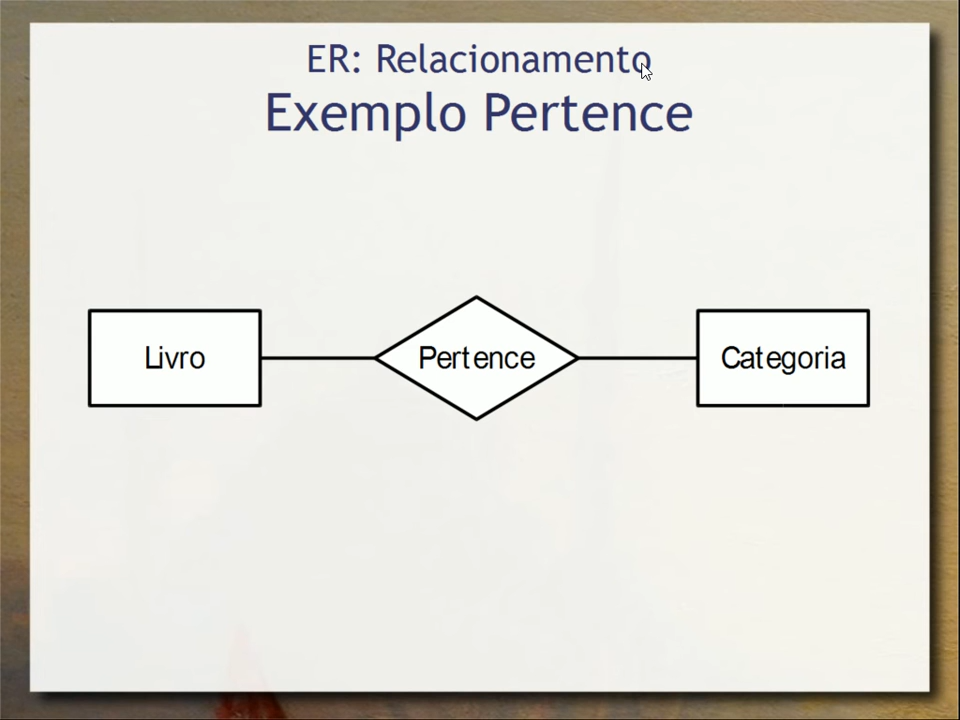 ER: Relacionamento
Exemplo Pertence
Livro
Pertence
Categoria